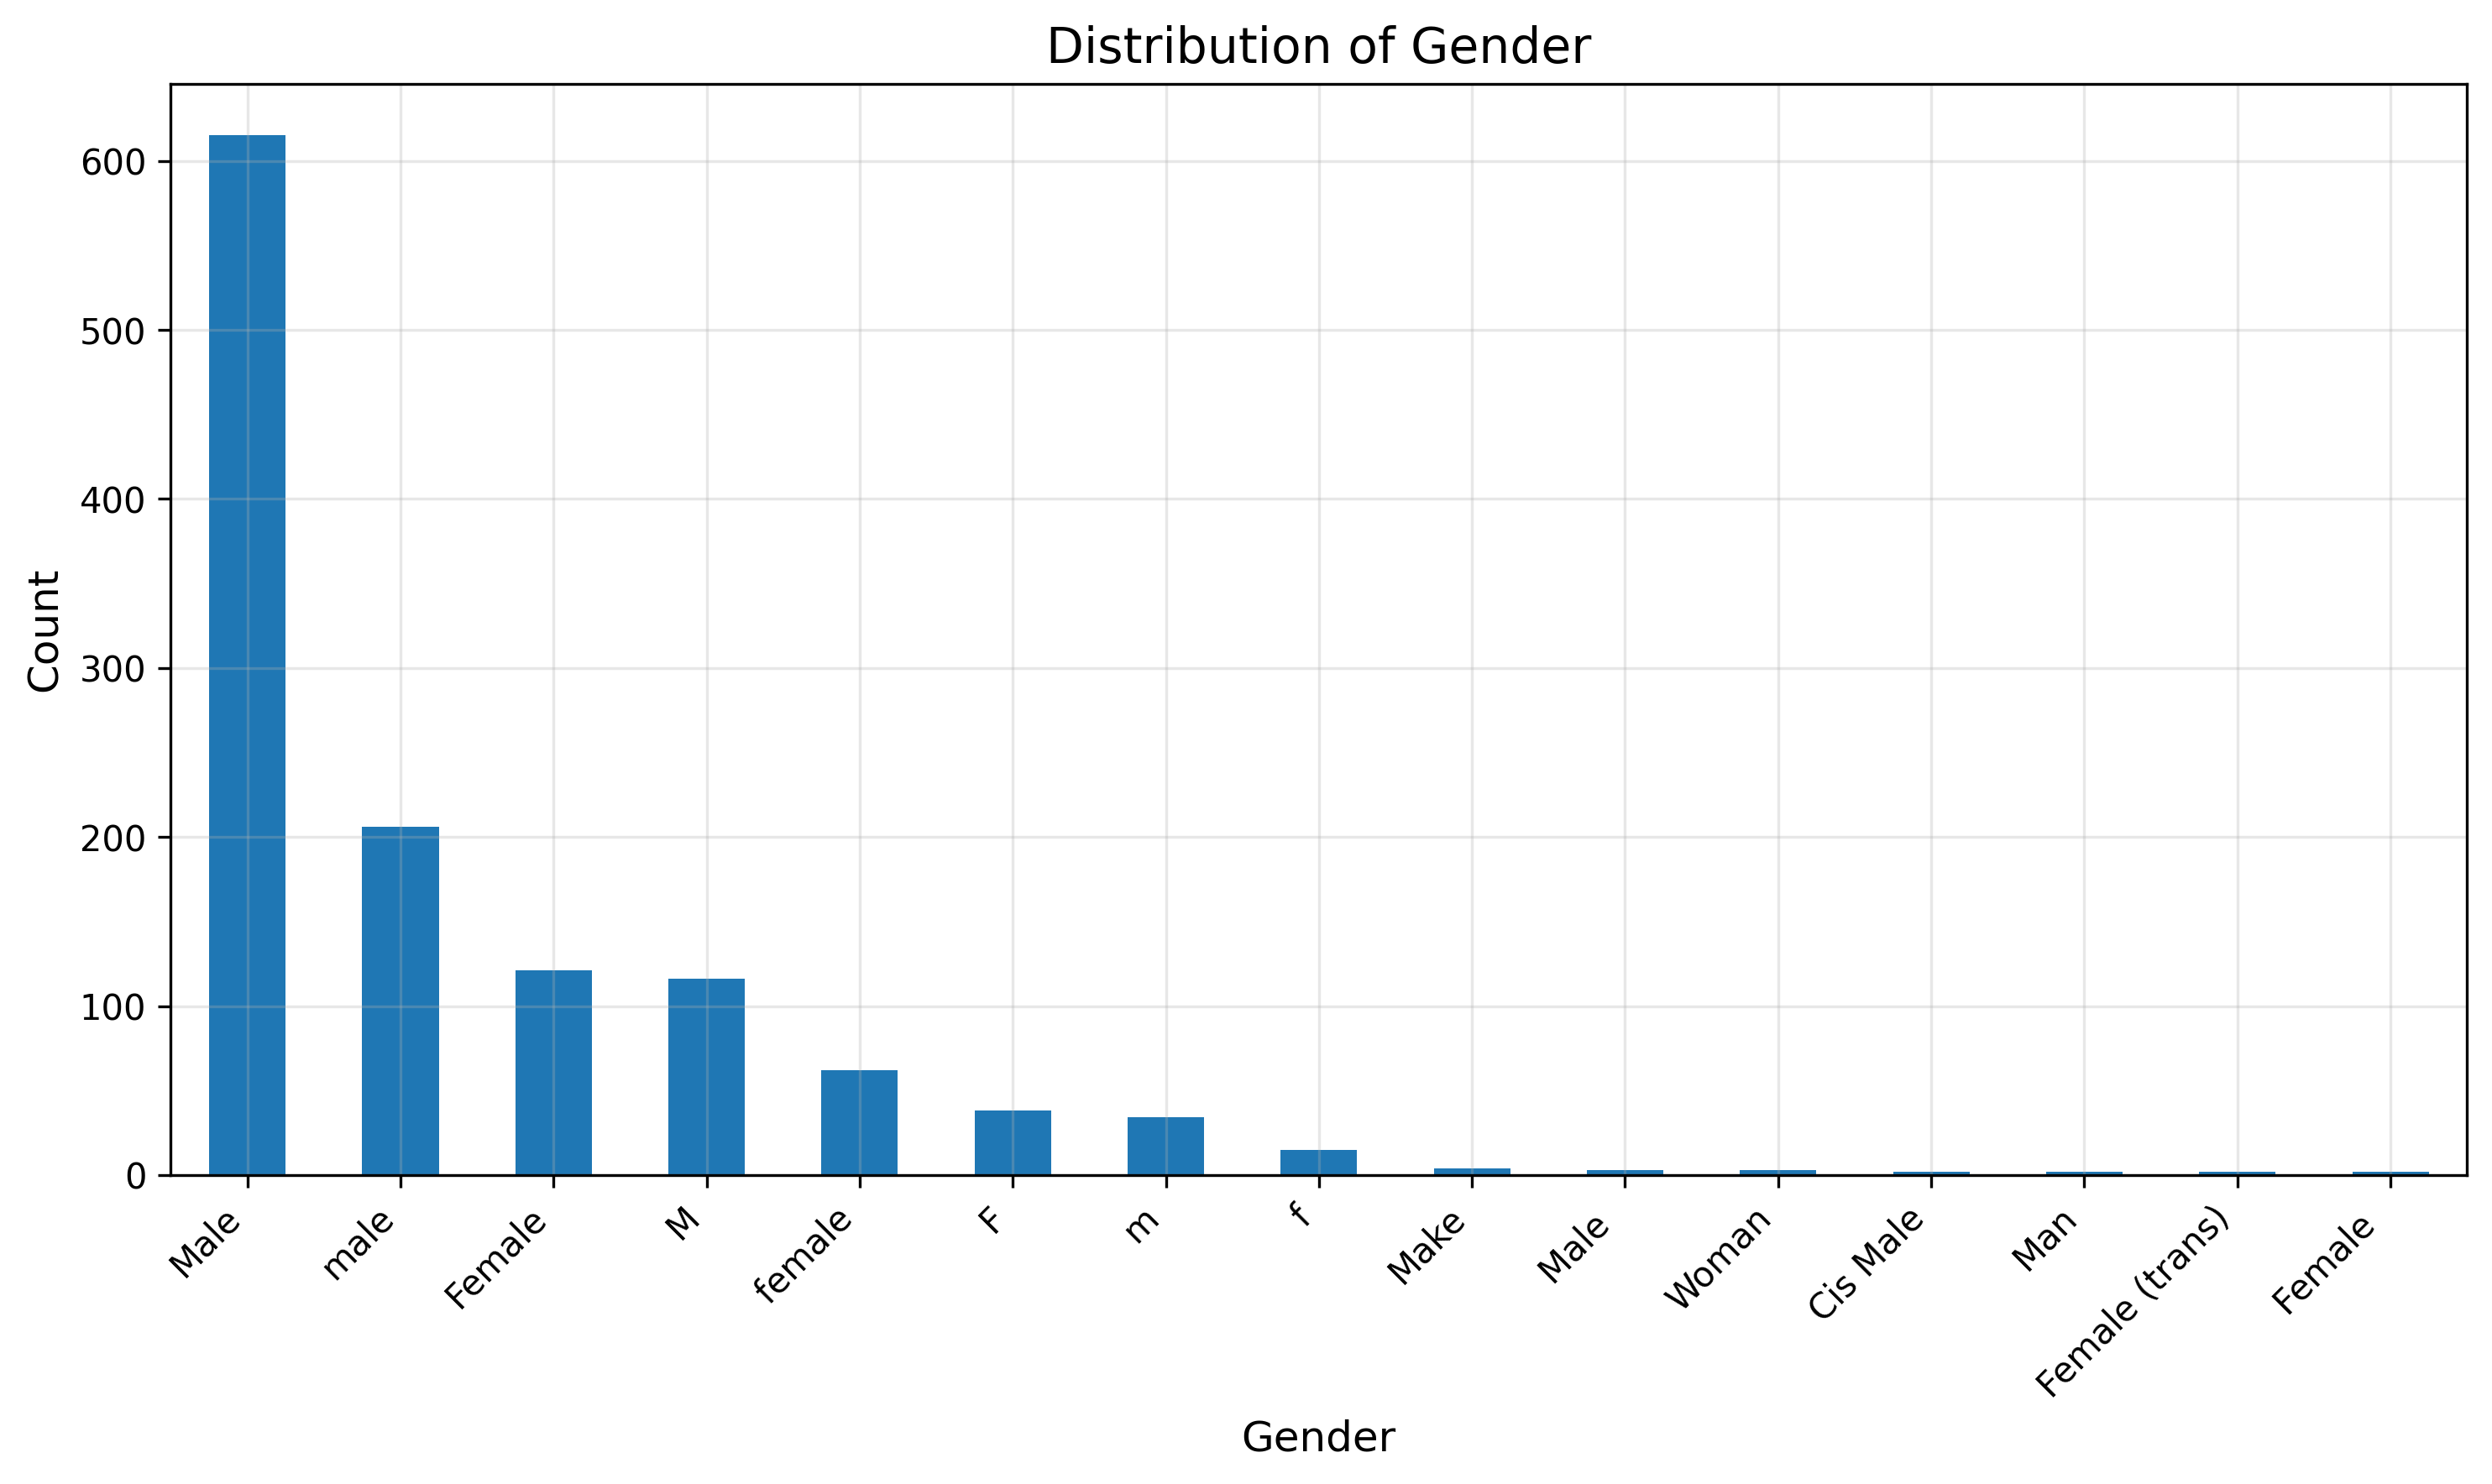 Distribution of Gender
Count
600
500
400
300
200
100
0
Male
male
Female
M
female
F
m
f
Make
Male
Woman
Cis Male
Man
Female (trans)
Female
Gender